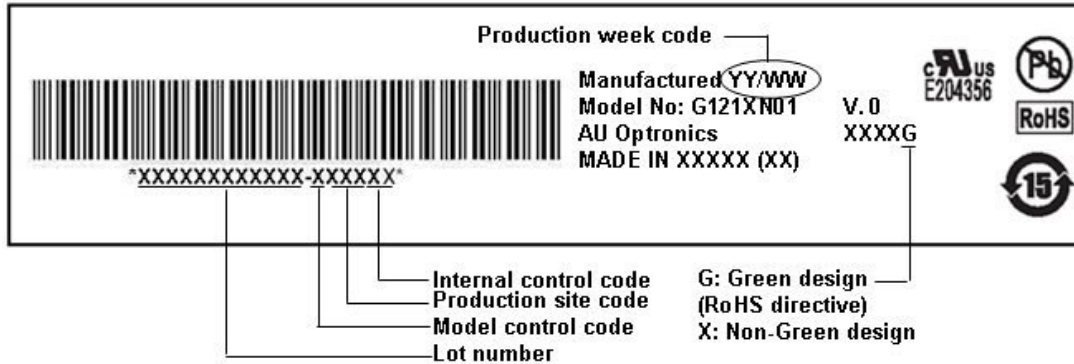 Production week code
Manufactured YY/WW
Model No: G121XN01 V.0
AU Optronics XXXXG
MADE IN XXXXX (XX)
c RU us
E204356
Pb
RoHS
15
*XXXXXXXXXXXX-XXXXXX*
Internal control code
Production site code
Model control code
Lot number
G: Green design
(RoHS directive)
X: Non-Green design